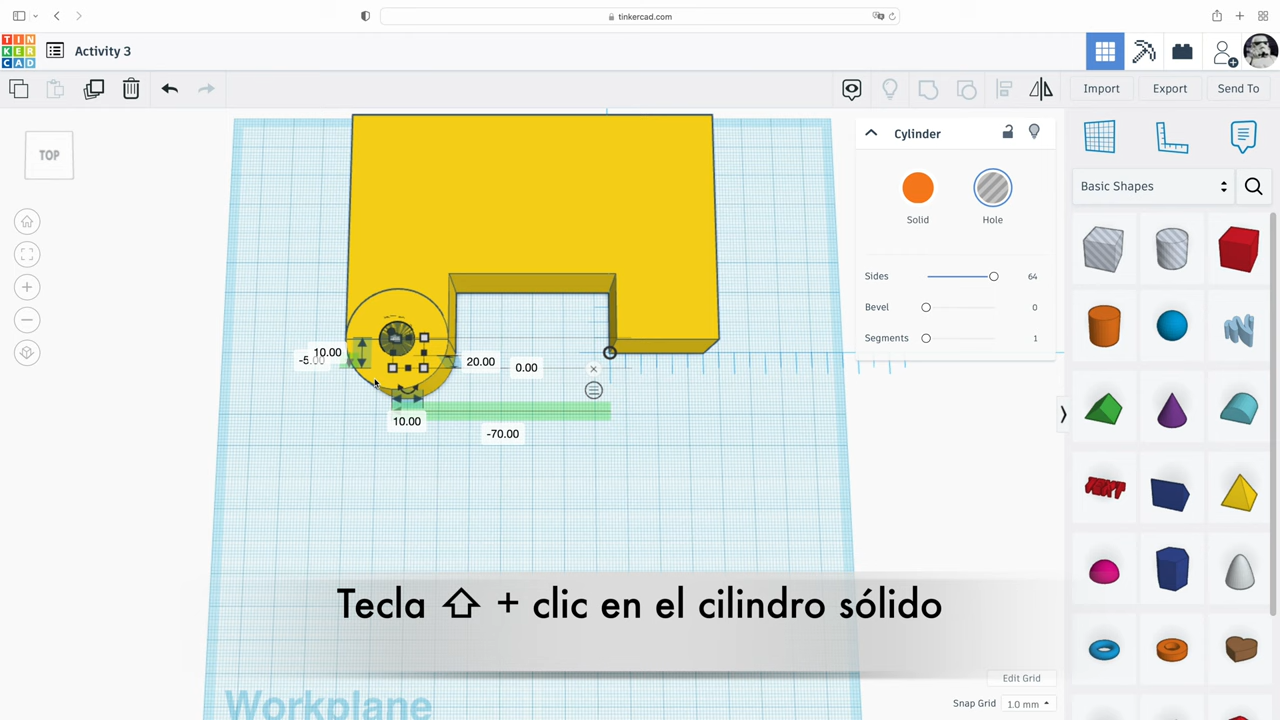 tinkercad.com
TIN
KER
CAD
Activity 3
Import
Export
Send To
TOP
Cylinder
Solid
Hole
Sides
64
Bevel
0
Segments
1
Basic Shapes
10.00
20.00
0.00
10.00
-70.00
TEXT
Tecla ⇧ + clic en el cilindro sólido
Workplane
Edit Grid
Snap Grid
1.0 mm